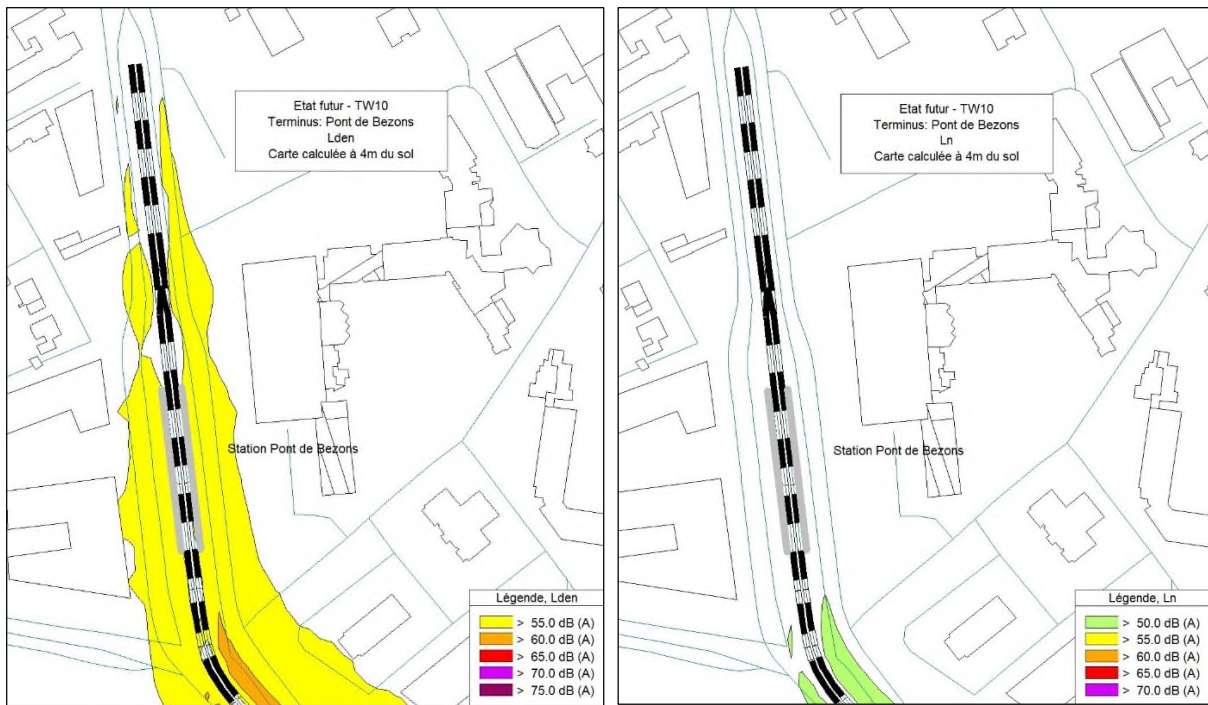 Etat futur - TW10
Terminus: Pont de Bezons
Lden
Carte calculée à 4m du sol
Station Pont de Bezons
Légende, Lden
> 55.0 dB (A)
> 60.0 dB (A)
> 65.0 dB (A)
> 70.0 dB (A)
> 75.0 dB (A)
Etat futur - TW10
Terminus: Pont de Bezons
Ln
Carte calculée à 4m du sol
Station Pont de Bezons
Légende, Ln
> 50.0 dB (A)
> 55.0 dB (A)
> 60.0 dB (A)
> 65.0 dB (A)
> 70.0 dB (A)